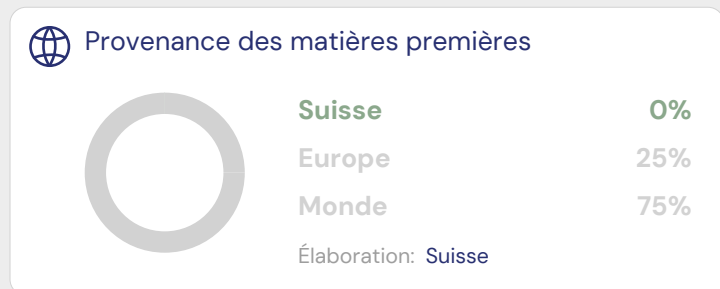 Provenance des matières premières
Suisse 0%
Europe 25%
Monde 75%
Élaboration: Suisse